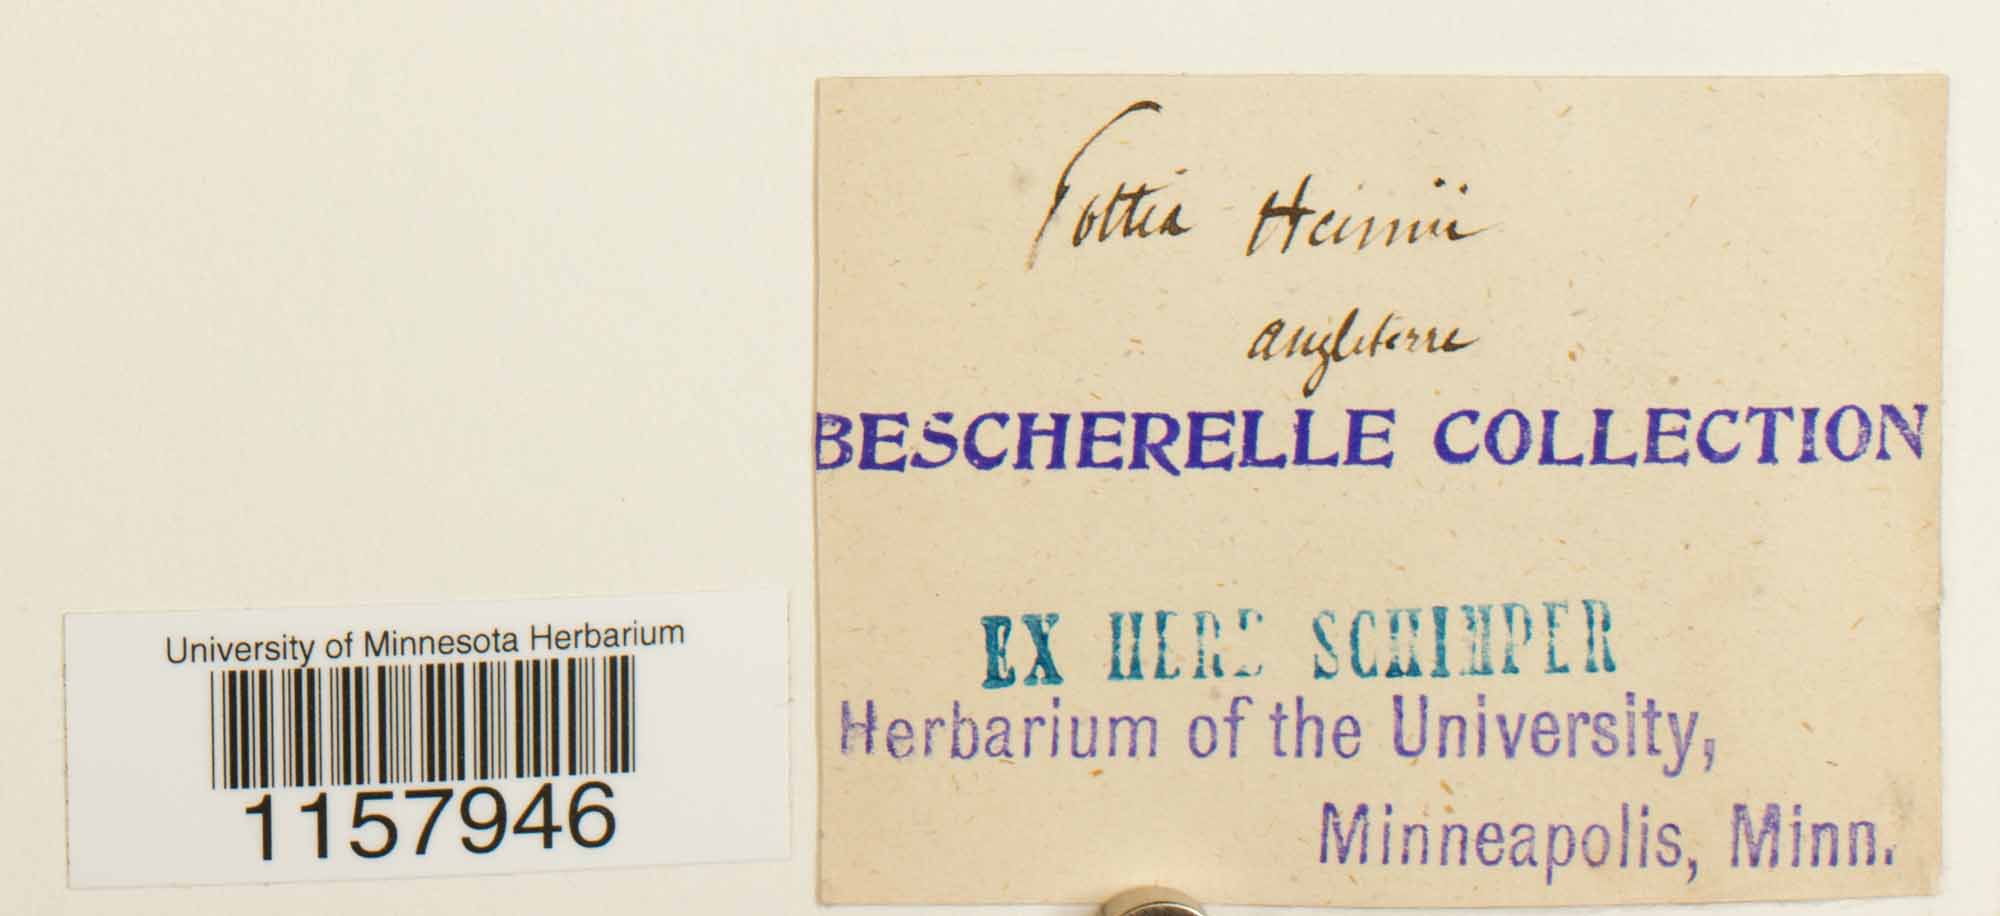 Pottia Heimii
Angleterre
BESCHERELLE COLLECTION
EX HERB SCHIMPER
Herbarium of the University,
Minneapolis, Minn.
University of Minnesota Herbarium
1157946